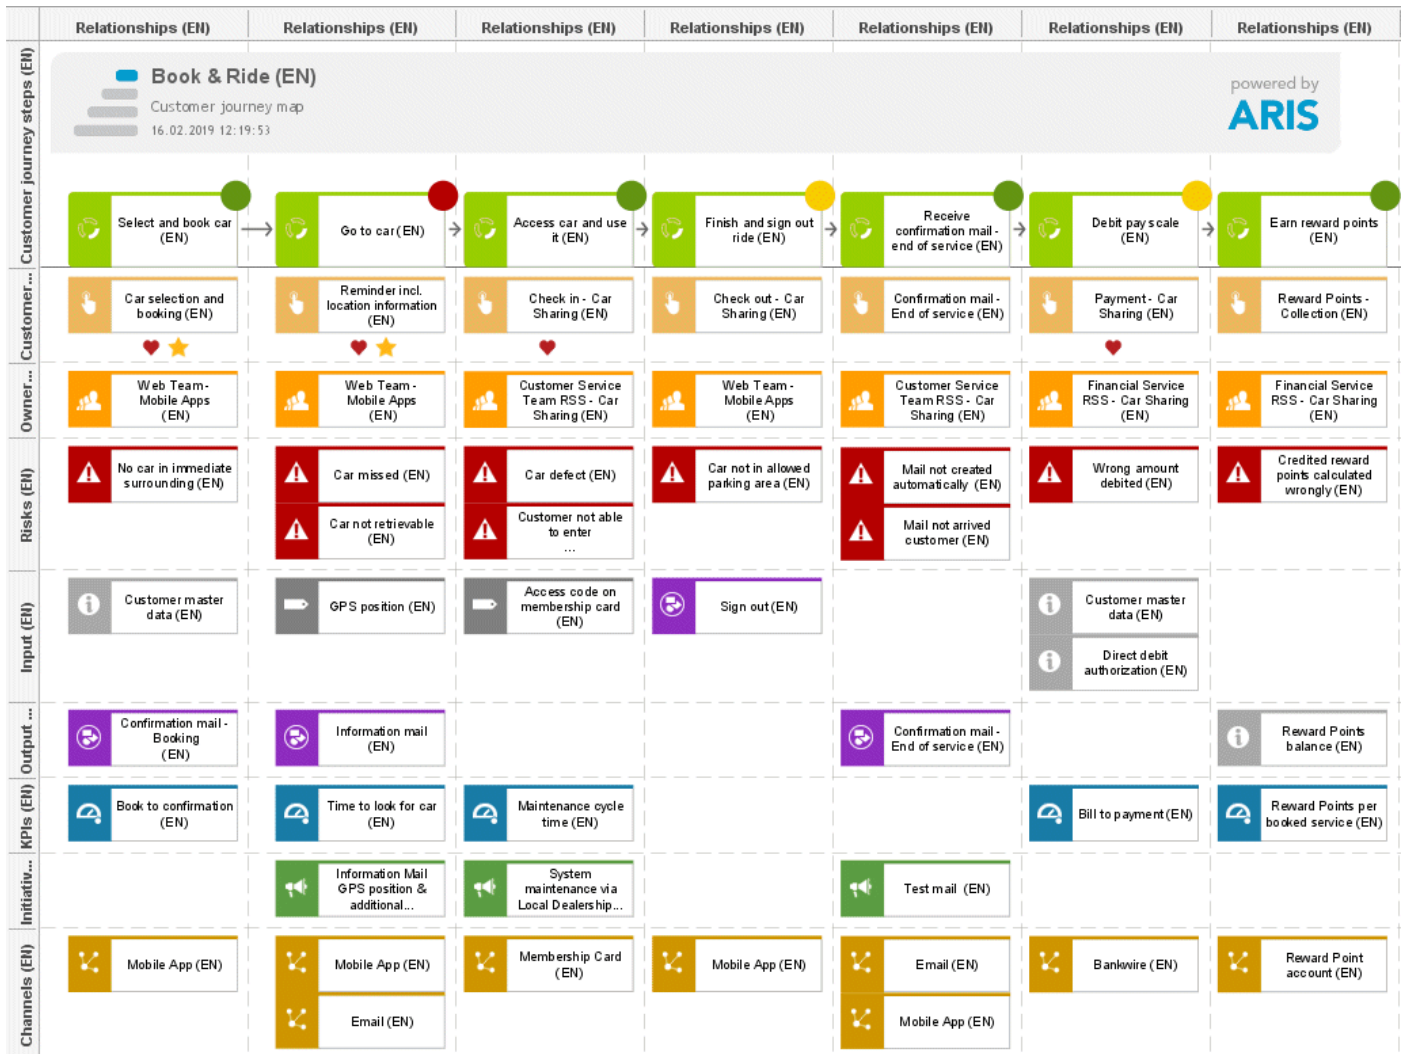 Relationships (EN) Relationships (EN) Relationships (EN) Relationships (EN) Relationships (EN) Relationships (EN) Relationships (EN)
Customer journey steps (EN)
Book & Ride (EN)
Customer journey map
16.02.2019 12:19:53
powered by
ARIS
Select and book car
(EN)
Go to car (EN)
Access car and use
it (EN)
Finish and sign out
ride (EN)
Receive
confirmation mail -
end of service (EN)
Debit pay scale
(EN)
Earn reward points
(EN)
Customer...
Car selection and
booking (EN)
Reminder incl.
location information
(EN)
Check in - Car
Sharing (EN)
Check out - Car
Sharing (EN)
Confirmation mail -
End of service (EN)
Payment - Car
Sharing (EN)
Reward Points -
Collection (EN)
Owner...
Web Team -
Mobile Apps
(EN)
Web Team -
Mobile Apps
(EN)
Customer Service
Team RSS - Car
Sharing (EN)
Web Team -
Mobile Apps
(EN)
Customer Service
Team RSS - Car
Sharing (EN)
Financial Service
RSS - Car Sharing
(EN)
Financial Service
RSS - Car Sharing
(EN)
Risks (EN)
No car in immediate
surrounding (EN)
Car missed (EN)
Car not retrievable
(EN)
Car defect (EN)
Customer not able
to enter
...
Car not in allowed
parking area (EN)
Mail not created
automatically (EN)
Mail not arrived
customer (EN)
Wrong amount
debited (EN)
Credited reward
points calculated
wrongly (EN)
Input (EN)
Customer master
data (EN)
GPS position (EN)
Access code on
membership card
(EN)
Sign out (EN)
Customer master
data (EN)
Direct debit
authorization (EN)
Output ...
Confirmation mail -
Booking
(EN)
Information mail
(EN)
Confirmation mail -
End of service (EN)
Reward Points
balance (EN)
KPIs (EN)
Book to confirmation
(EN)
Time to look for car
(EN)
Maintenance cycle
time (EN)
Bill to payment (EN)
Reward Points per
booked service (EN)
Initiativ...
Information Mail
GPS position &
additional...
System
maintenance via
Local Dealership...
Test mail (EN)
Channels (EN)
Mobile App (EN)
Mobile App (EN)
Email (EN)
Membership Card
(EN)
Mobile App (EN)
Email (EN)
Mobile App (EN)
Bankwire (EN)
Reward Point
account (EN)